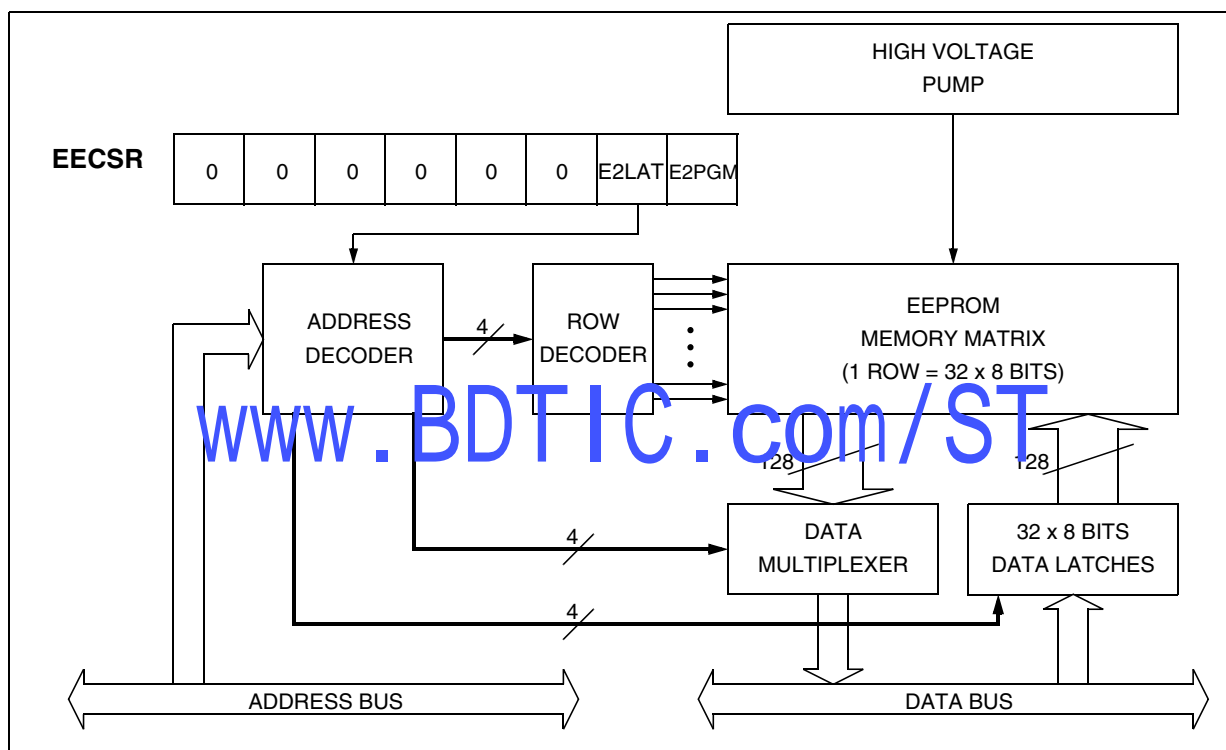 HIGH VOLTAGE
PUMP
EECSR
0 0 0 0 0 0 E2LAT E2PGM
ADDRESS
DECODER
4
ROW
DECODER
EEPROM
MEMORY MATRIX
(1 ROW = 32 x 8 BITS)
www.BDTIC.com/ST
128
128
4
DATA
MULTIPLEXER
32 x 8 BITS
DATA LATCHES
4
ADDRESS BUS
DATA BUS